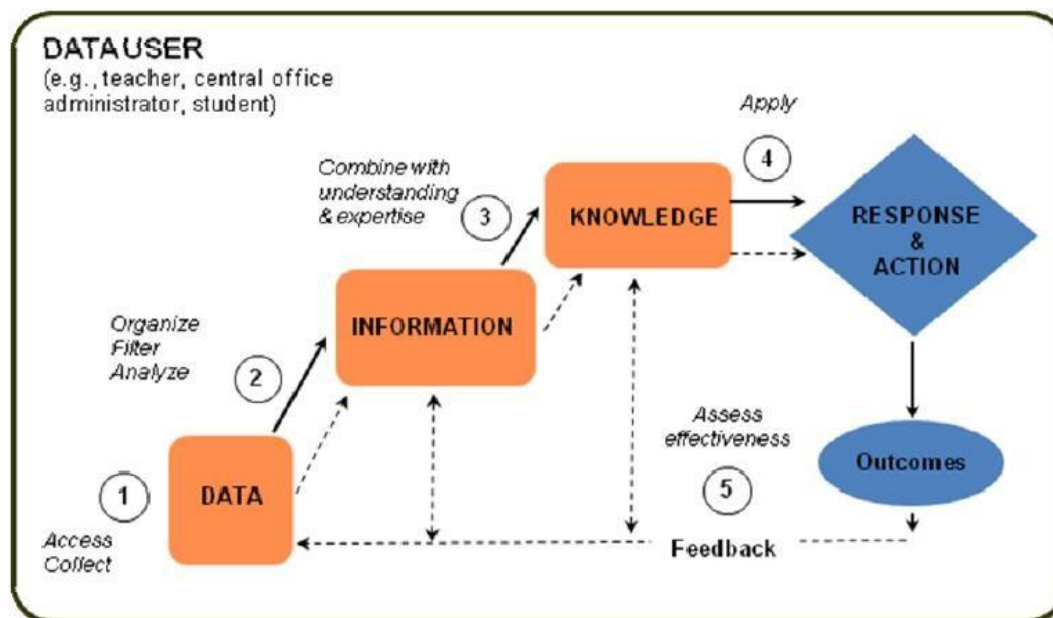 DATA USER
(e.g., teacher, central office
administrator, student)
Apply
4
Combine with
understanding
& expertise
3
KNOWLEDGE
RESPONSE
&
ACTION
Organize
Filter
Analyze
2
INFORMATION
Assess
effectiveness
5
Outcomes
1
DATA
Access
Collect
Feedback